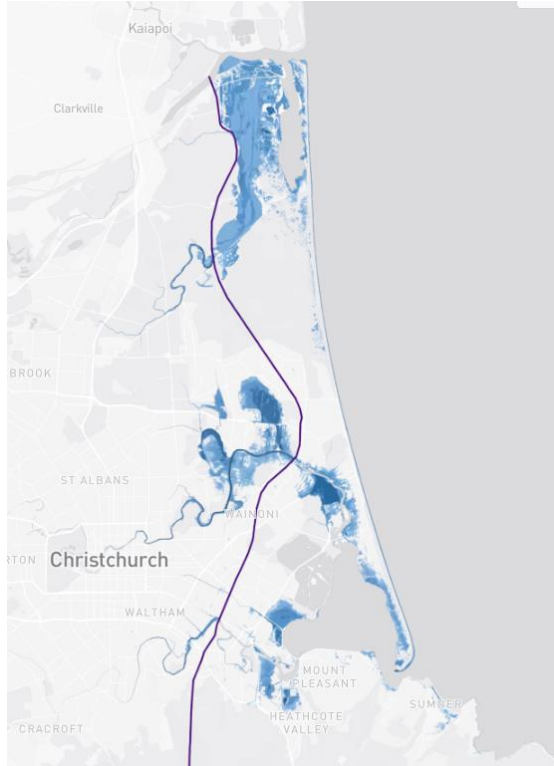 Kaiapoi
Clarkville
BROOK
ST ALBANS
WAINONI
RTON
Christchurch
WALTHAM
MOUNT
PLEASANT
SUMNER
HEATHCOTE
VALLEY
CRACROFT